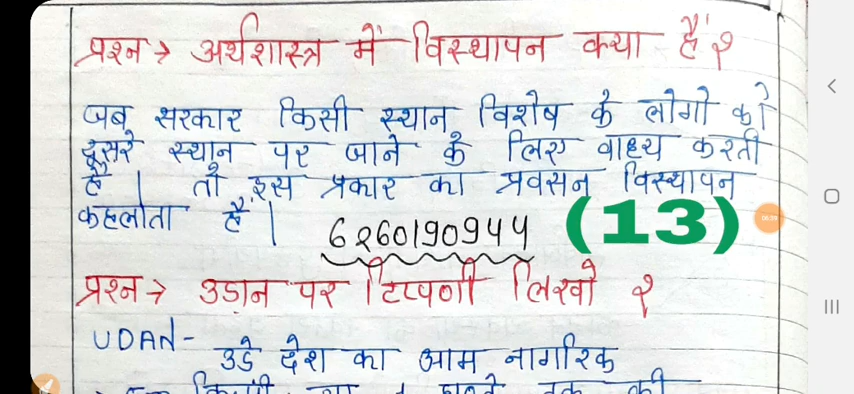 प्रश्न → अर्थशास्त्र में विस्थापन क्या हैं ?
जब सरकार किसी स्थान विशेष के लोगो को
दूसरे स्थान पर जाने के लिए वाध्य करती
है | तो इस प्रकार का प्रवसन विस्थापन
कहलाता है |
6260190944
(13)
प्रश्न → उडान पर टिप्पणी लिखो ?
UDAN - उडे देश का आम नागरिक